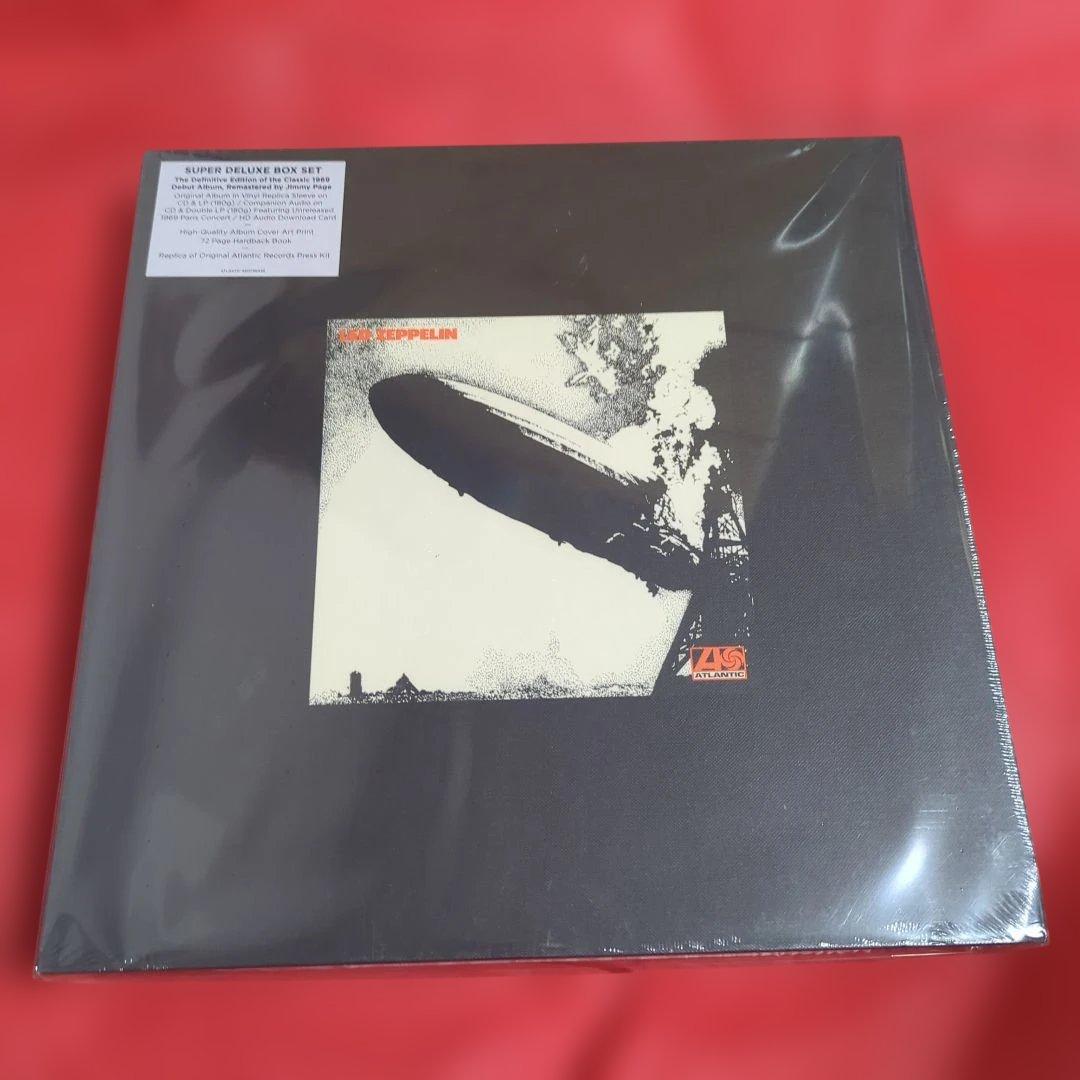 SUPER DELUXE BOX SET
The Definitive Edition of the Classic 1969
Debut Album, Remastered by Jimmy Page
Original Album in Vinyl Replica Sleeve on
CD & LP (180g) / Companion Audio on
CD & Double LP (180g) Featuring Unreleased
1969 Paris Concert / HD Audio Download Card
High-Quality Album Cover Art Print
72 Page Hardback Book
Replica of Original Atlantic Records Press Kit
LED ZEPPELIN
ATLANTIC